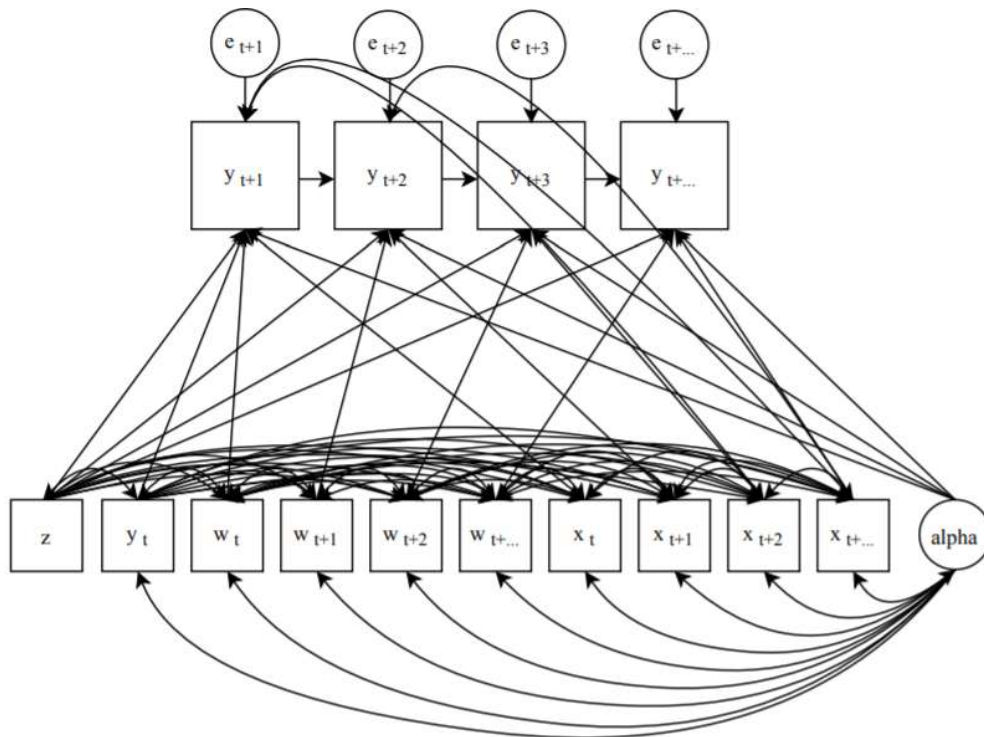 e t+1 e t+2 e t+3 e t+...
y t+1 y t+2 y t+3 y t+...
z y t w t w t+1 w t+2 w t+... x t x t+1 x t+2 x t+... alpha